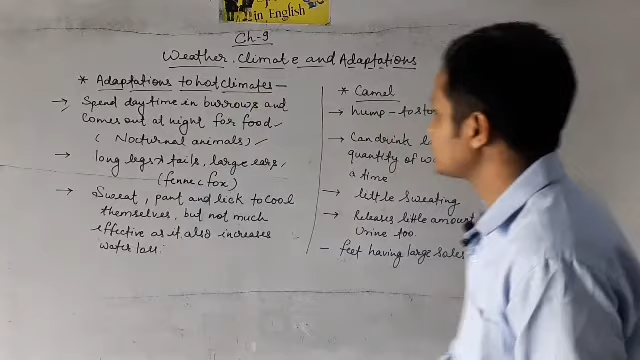 in English
Ch-9
Weather, Climate and Adaptations
* Adaptations to hot climates -
→ Spend day time in burrows and
comes out at night for food
(Nocturnal animals)
→ long legs & tails, large ears,
(fennec fox)
→ Sweat, pant and lick to cool
themselves, but not much
effective as it also increases
water loss.
* Camel
→ hump - to sto
→ Can drink l
quantity of w
a time
→ little sweating
→ Releases little amount
Urine too.
- feet having large soles